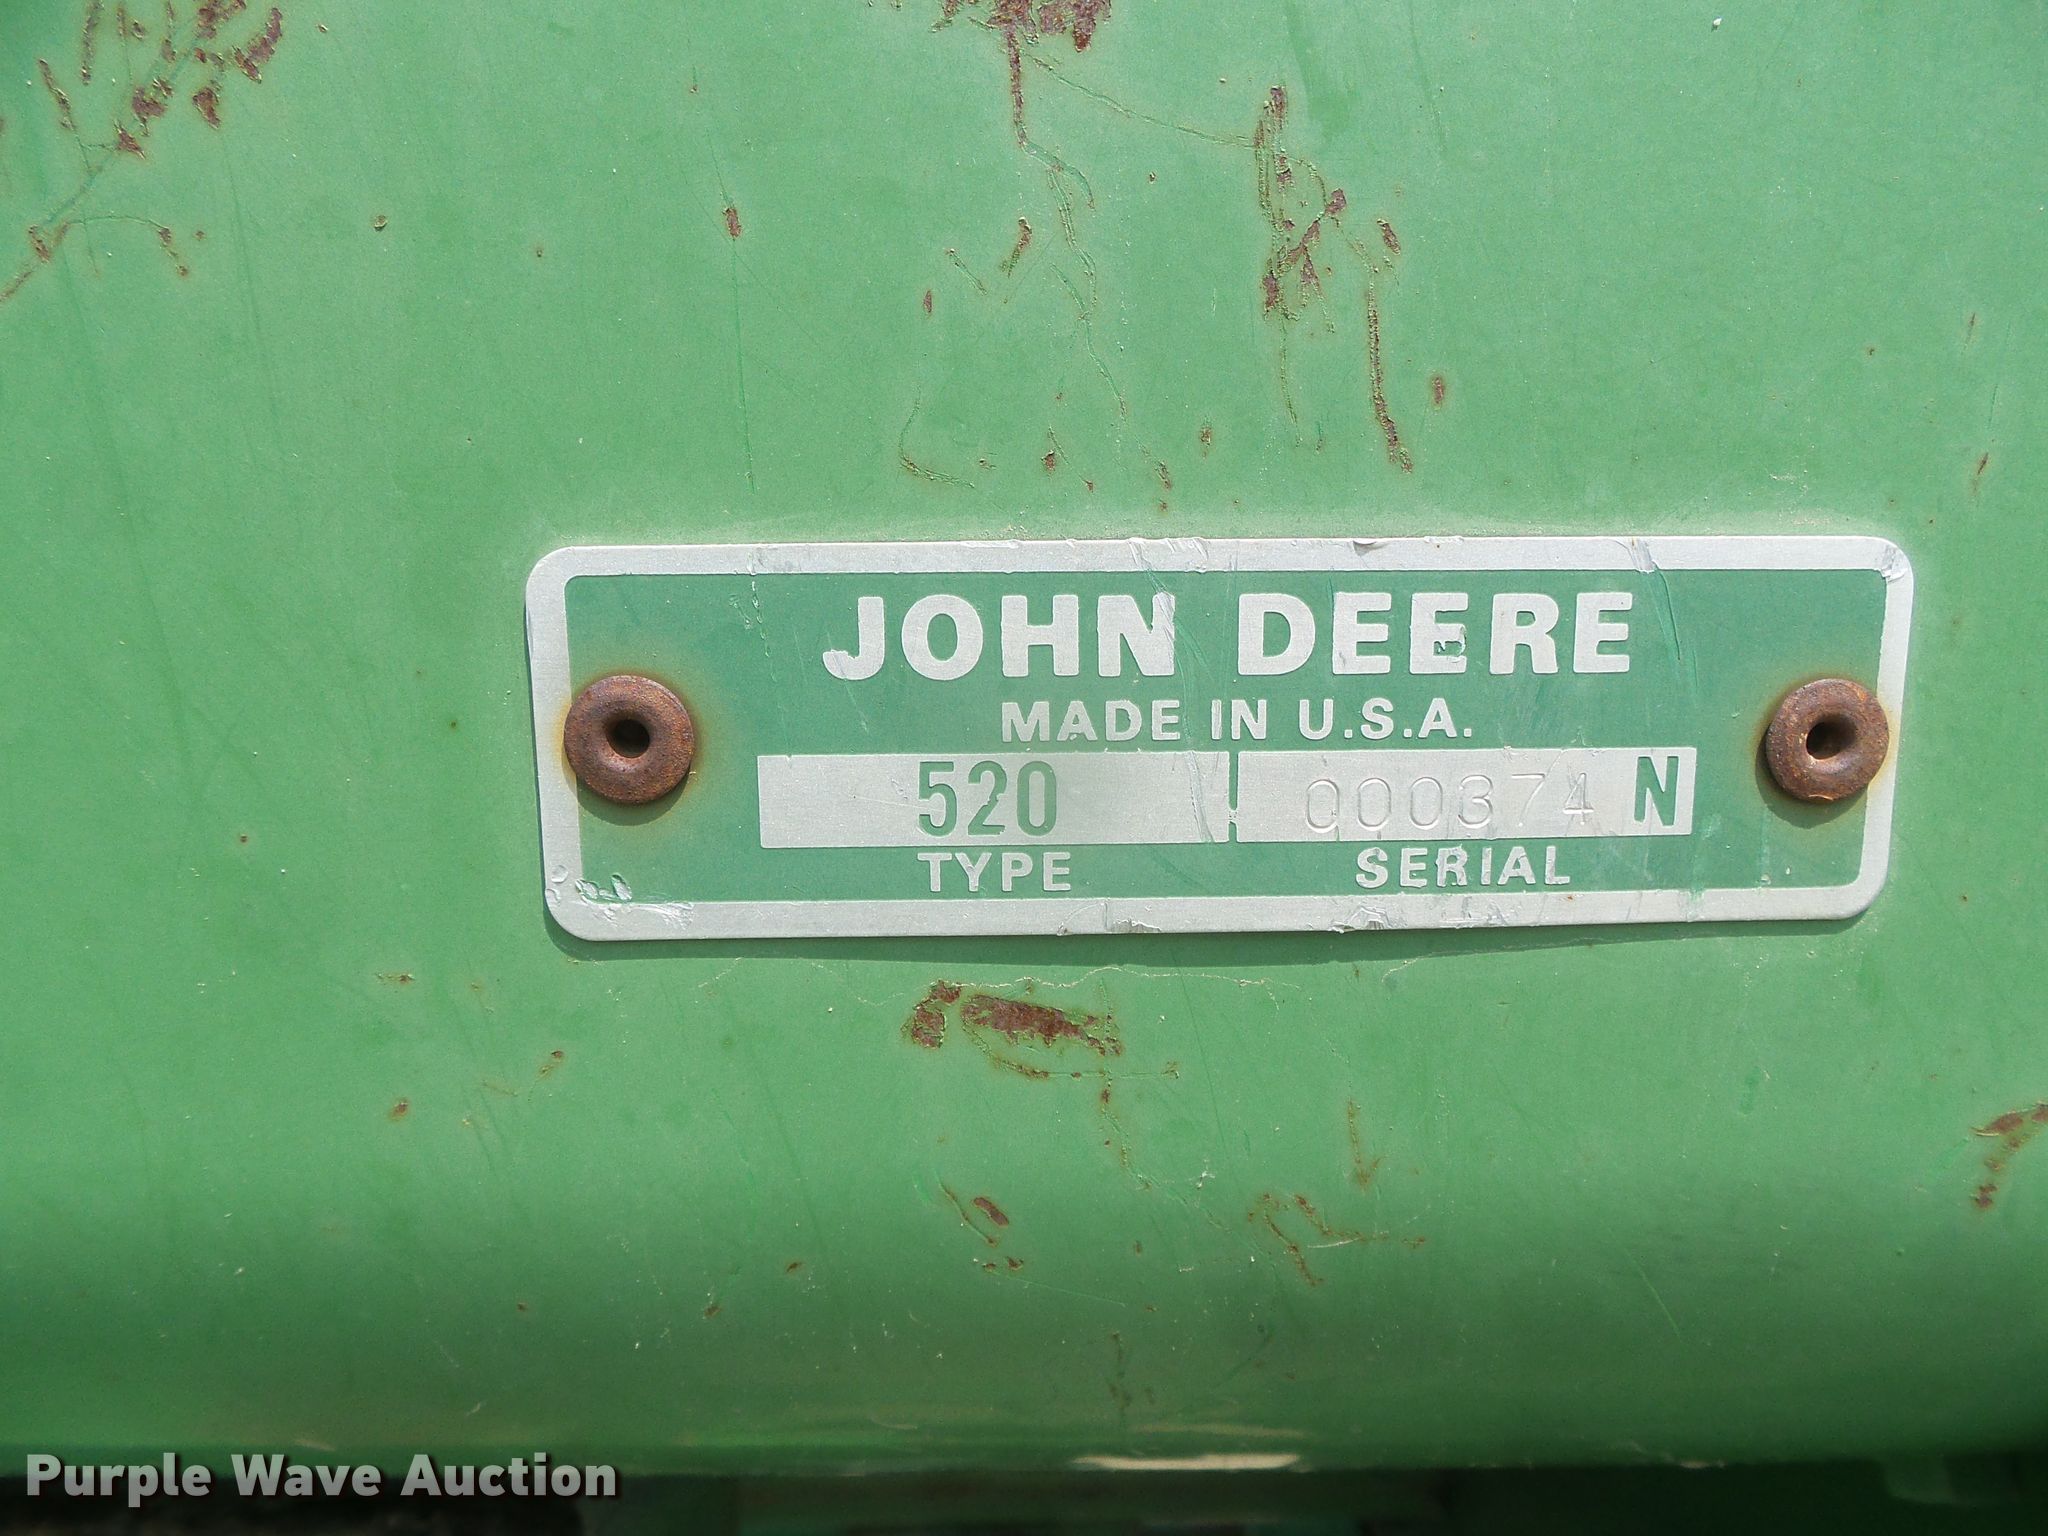 JOHN DEERE
MADE IN U.S.A.
520 000374 N
TYPE SERIAL
Purple Wave Auction